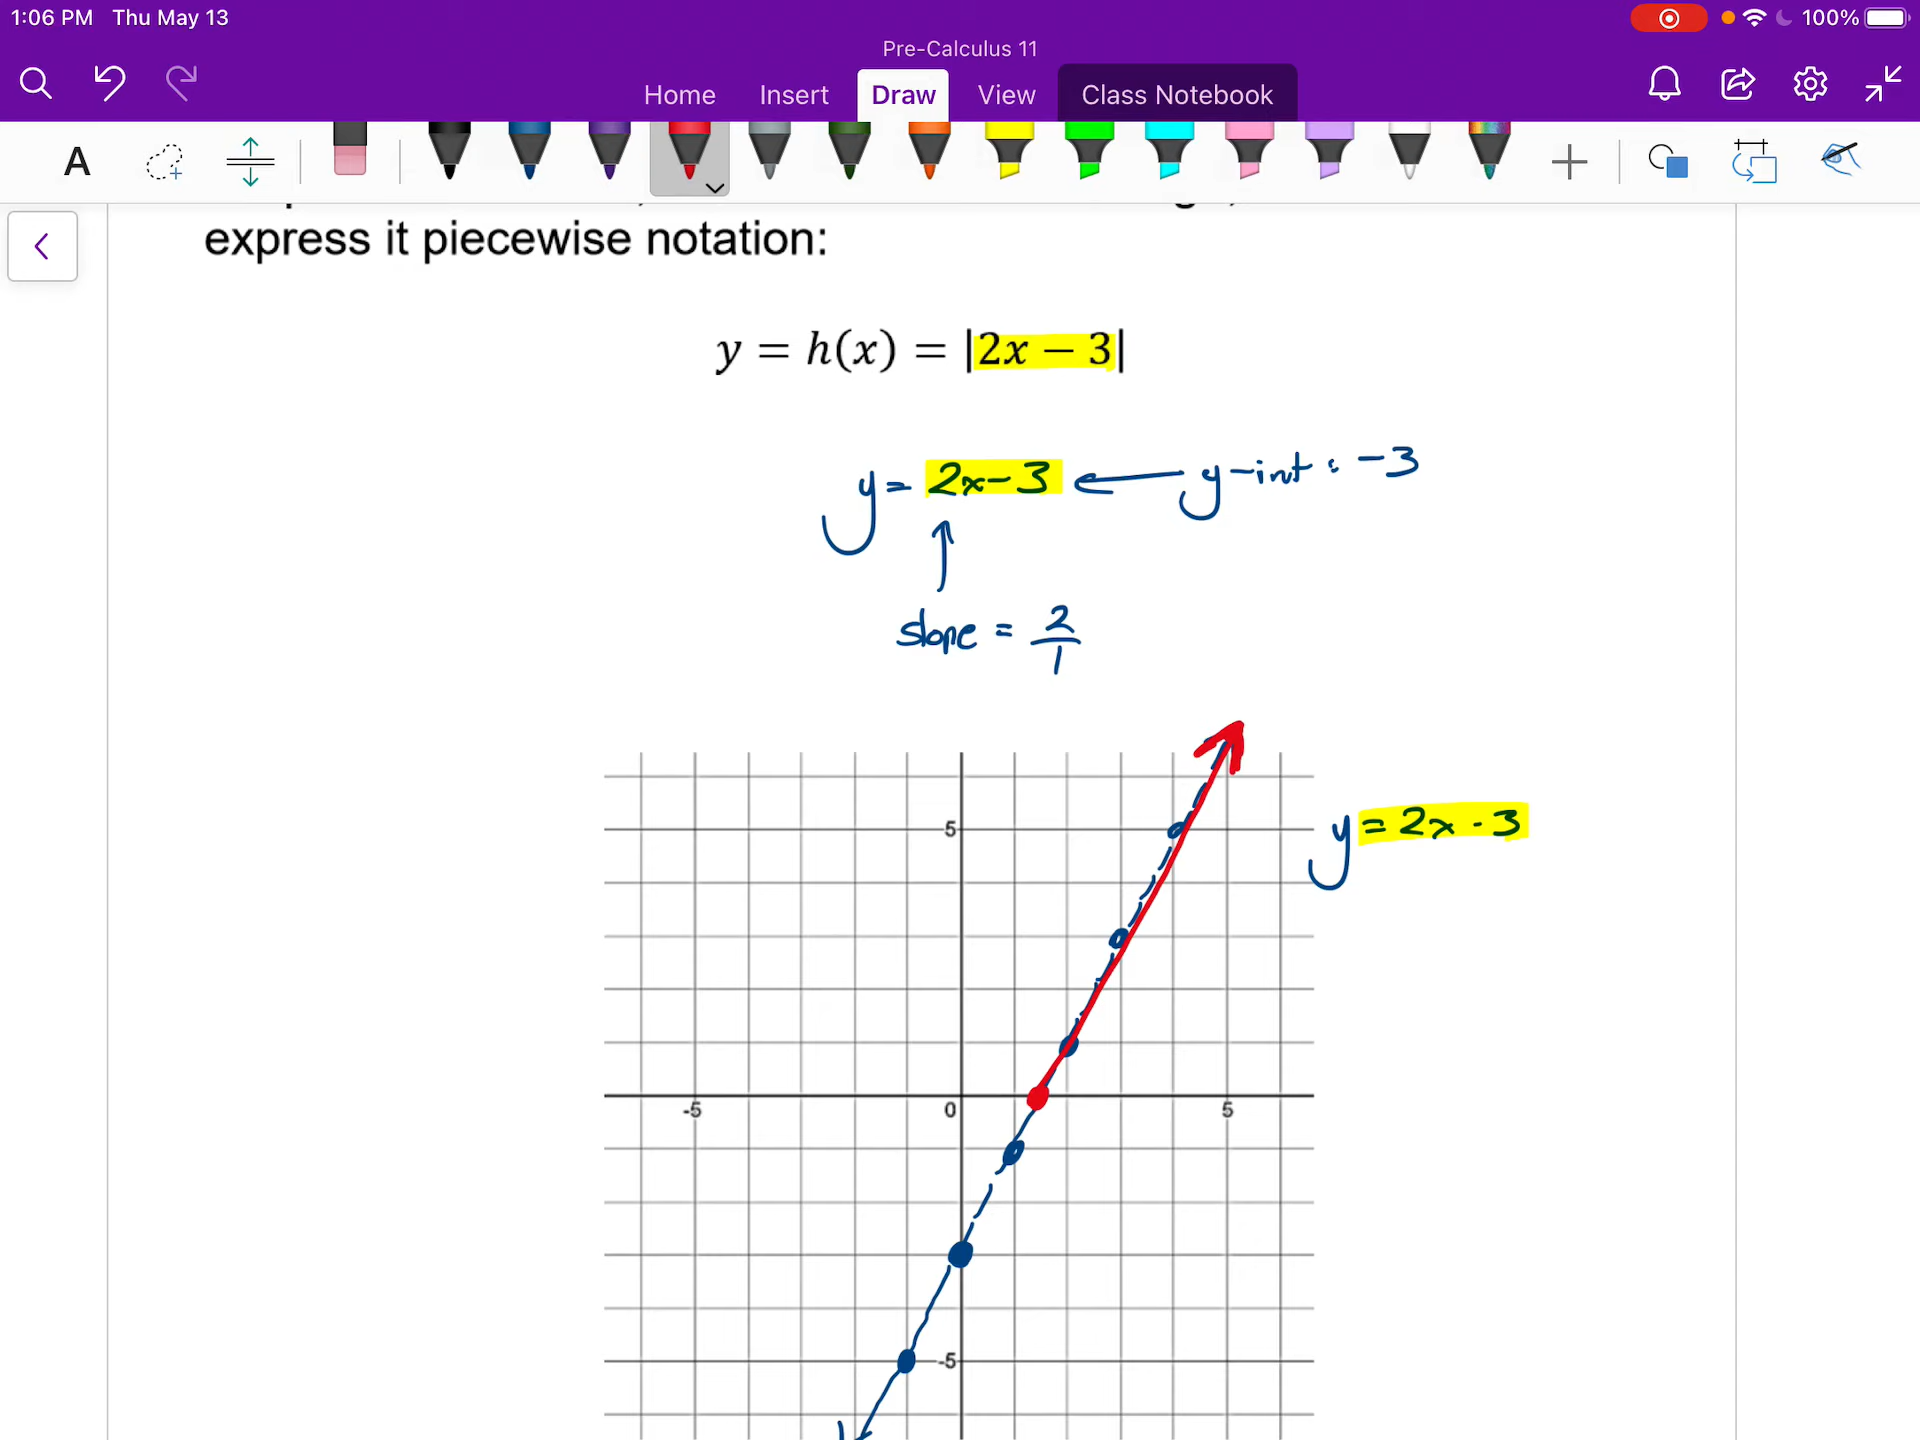 1:06 PM Thu May 13
100%
Pre-Calculus 11
Home Insert Draw View Class Notebook
A
express it piecewise notation:
y = h(x) = |2x − 3|
y = 2x-3 ← y-int: -3
↑
slope = 2/1
y = 2x - 3
5
-5 0 5
-5